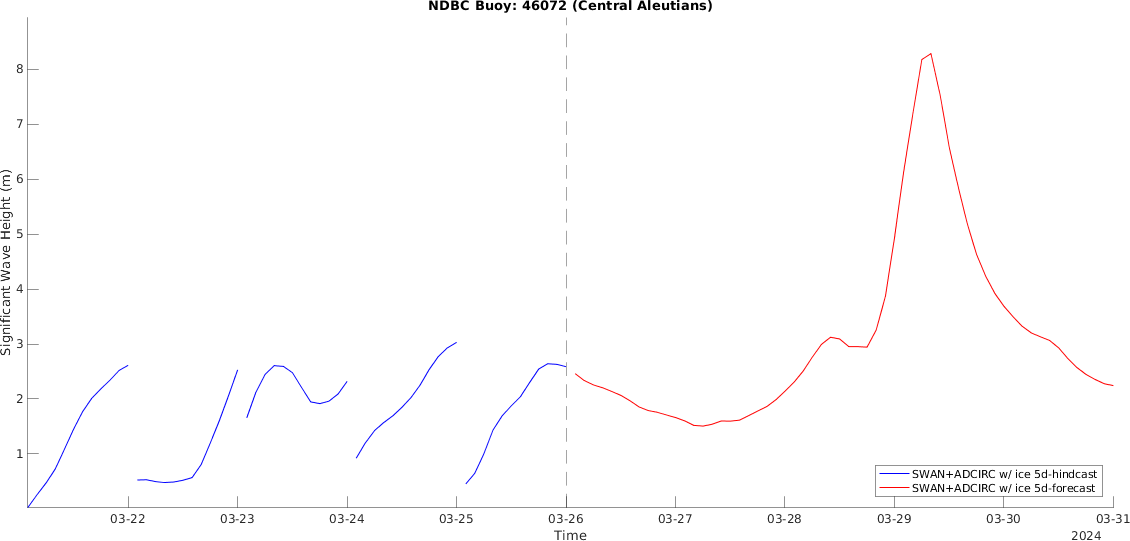 NDBC Buoy: 46072 (Central Aleutians)
Significant Wave Height (m)
8
7
6
5
4
3
2
1
SWAN+ADCIRC w/ ice 5d-hindcast
SWAN+ADCIRC w/ ice 5d-forecast
03-22 03-23 03-24 03-25 03-26 03-27 03-28 03-29 03-30 03-31
Time
2024